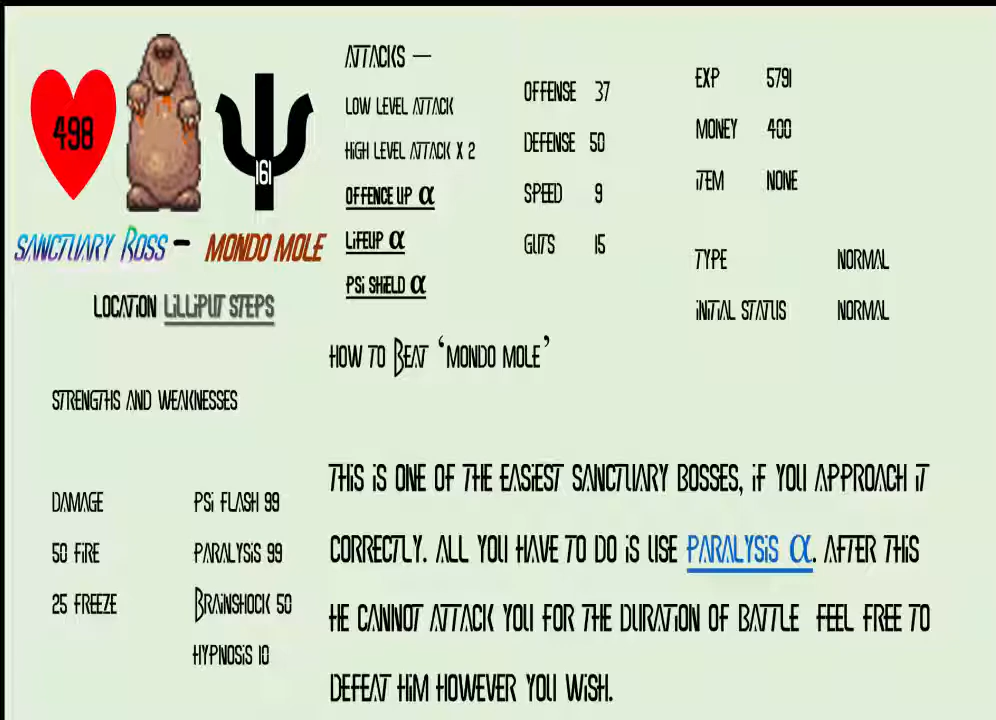 498
161
SANCTUARY BOSS – MONDO MOLE
LOCATION LILLIPUT STEPS
ATTACKS —
LOW LEVEL ATTACK
HIGH LEVEL ATTACK X 2
OFFENCE UP α
LIFEUP α
PSI SHIELD α
OFFENSE 37
DEFENSE 50
SPEED 9
GUTS 15
EXP 5791
MONEY 400
ITEM NONE
TYPE NORMAL
INITIAL STATUS NORMAL
STRENGTHS AND WEAKNESSES
DAMAGE PSI FLASH 99
50 FIRE PARALYSIS 99
25 FREEZE BRAINSHOCK 50
HYPNOSIS 10
HOW TO BEAT ‘MONDO MOLE’
THIS IS ONE OF THE EASIEST SANCTUARY BOSSES, IF YOU APPROACH IT
CORRECTLY. ALL YOU HAVE TO DO IS USE PARALYSIS α. AFTER THIS
HE CANNOT ATTACK YOU FOR THE DURATION OF BATTLE FEEL FREE TO
DEFEAT HIM HOWEVER YOU WISH.